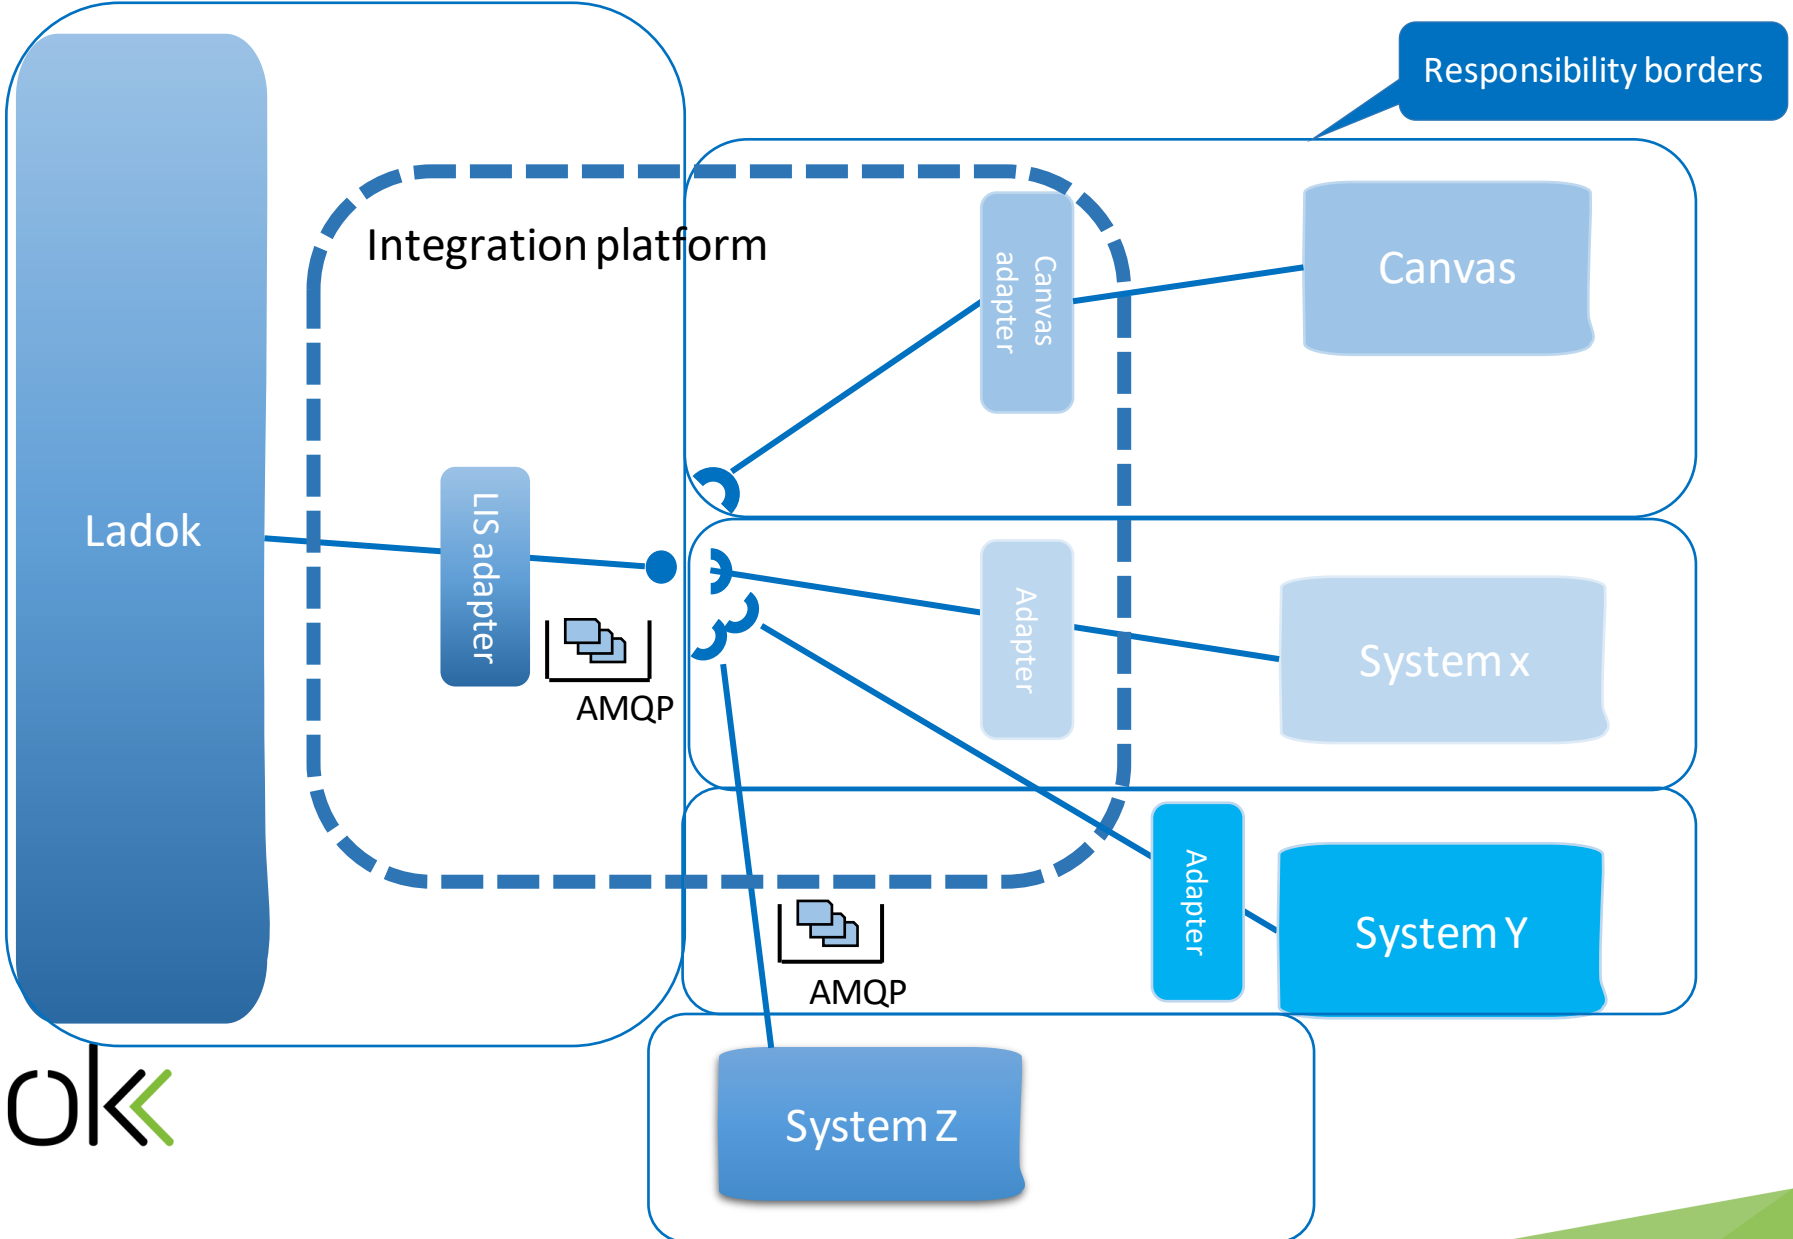 Responsibility borders
Integration platform
Canvas
adapter
Canvas
Ladok
LIS adapter
AMQP
Adapter
System x
Adapter
System Y
AMQP
System Z
ok